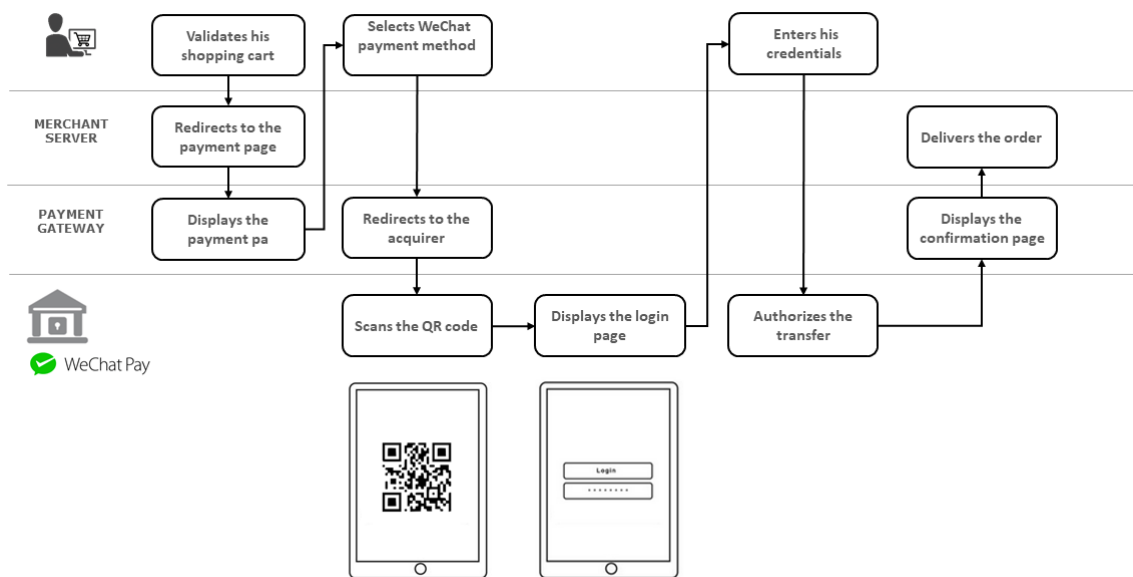 Validates his
shopping cart
Selects WeChat
payment method
Enters his
credentials
MERCHANT
SERVER
Redirects to the
payment page
Delivers the order
PAYMENT
GATEWAY
Displays the
payment pa
Redirects to the
acquirer
Displays the
confirmation page
Scans the QR code
Displays the login
page
Authorizes the
transfer
WeChat Pay
Login